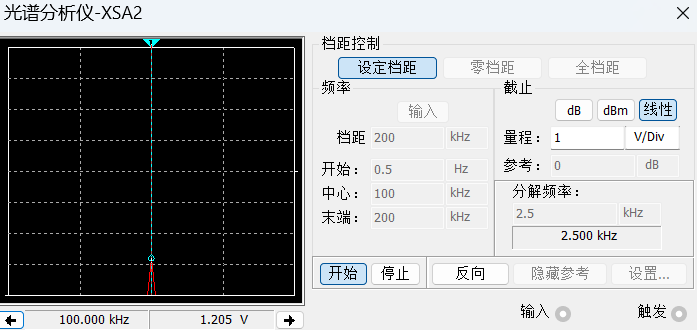 光谱分析仪-XSA2
1
档距控制
设定档距 零档距 全档距
频率
输入
档距 200 kHz
开始: 0.5 Hz
中心: 100 kHz
末端: 200 kHz
截止
dB dBm 线性
量程: 1 V/Div
参考: 0 dB
分解频率:
2.5 kHz
2.500 kHz
开始 停止 反向 隐藏参考 设置...
100.000 kHz 1.205 V
输入 触发